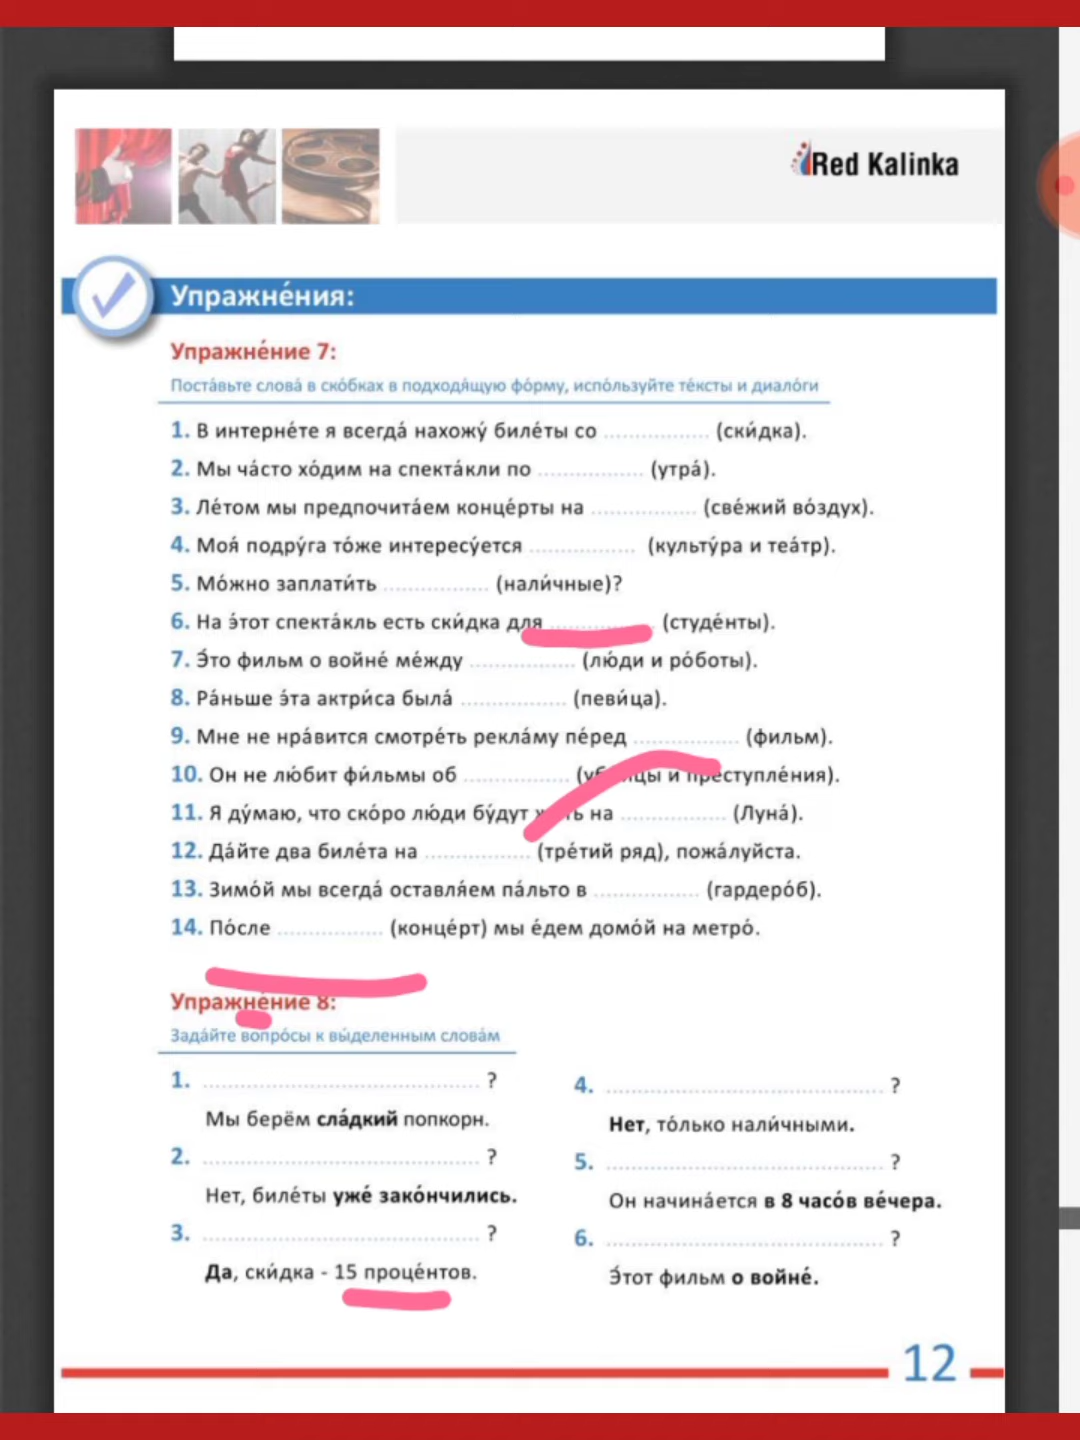 Red Kalinka
Упражне́ния:
Упражне́ние 7:
Поста́вьте слова́ в ско́бках в подходя́щую фо́рму, испо́льзуйте те́ксты и диало́ги
1. В интерне́те я всегда́ нахожу́ биле́ты со ................ (ски́дка).
2. Мы ча́сто хо́дим на спекта́кли по ................ (утра́).
3. Ле́том мы предпочита́ем конце́рты на ................ (све́жий во́здух).
4. Моя́ подру́га то́же интересу́ется ................ (культу́ра и теа́тр).
5. Мо́жно заплати́ть ................ (нали́чные)?
6. На э́тот спекта́кль есть ски́дка для ................ (студе́нты).
7. Э́то фильм о войне́ ме́жду ................ (лю́ди и ро́боты).
8. Ра́ньше э́та актри́са была́ ................ (певи́ца).
9. Мне не нра́вится смотре́ть рекла́му пе́ред ................ (фильм).
10. Он не лю́бит фи́льмы об ................ (уби́йцы и преступле́ния).
11. Я ду́маю, что ско́ро лю́ди бу́дут жить на ................ (Луна́).
12. Да́йте два биле́та на ................ (тре́тий ряд), пожа́луйста.
13. Зимо́й мы всегда́ оставля́ем па́льто в ................ (гардеро́б).
14. По́сле ................ (конце́рт) мы е́дем домо́й на метро́.
Упражне́ние 8:
Зада́йте вопро́сы к вы́деленным слова́м
1. ................ ?
Мы берём сла́дкий попкорн.
2. ................ ?
Нет, биле́ты уже́ зако́нчились.
3. ................ ?
Да, ски́дка - 15 проце́нтов.
4. ................ ?
Нет, то́лько нали́чными.
5. ................ ?
Он начина́ется в 8 часо́в ве́чера.
6. ................ ?
Э́тот фильм о войне́.
12